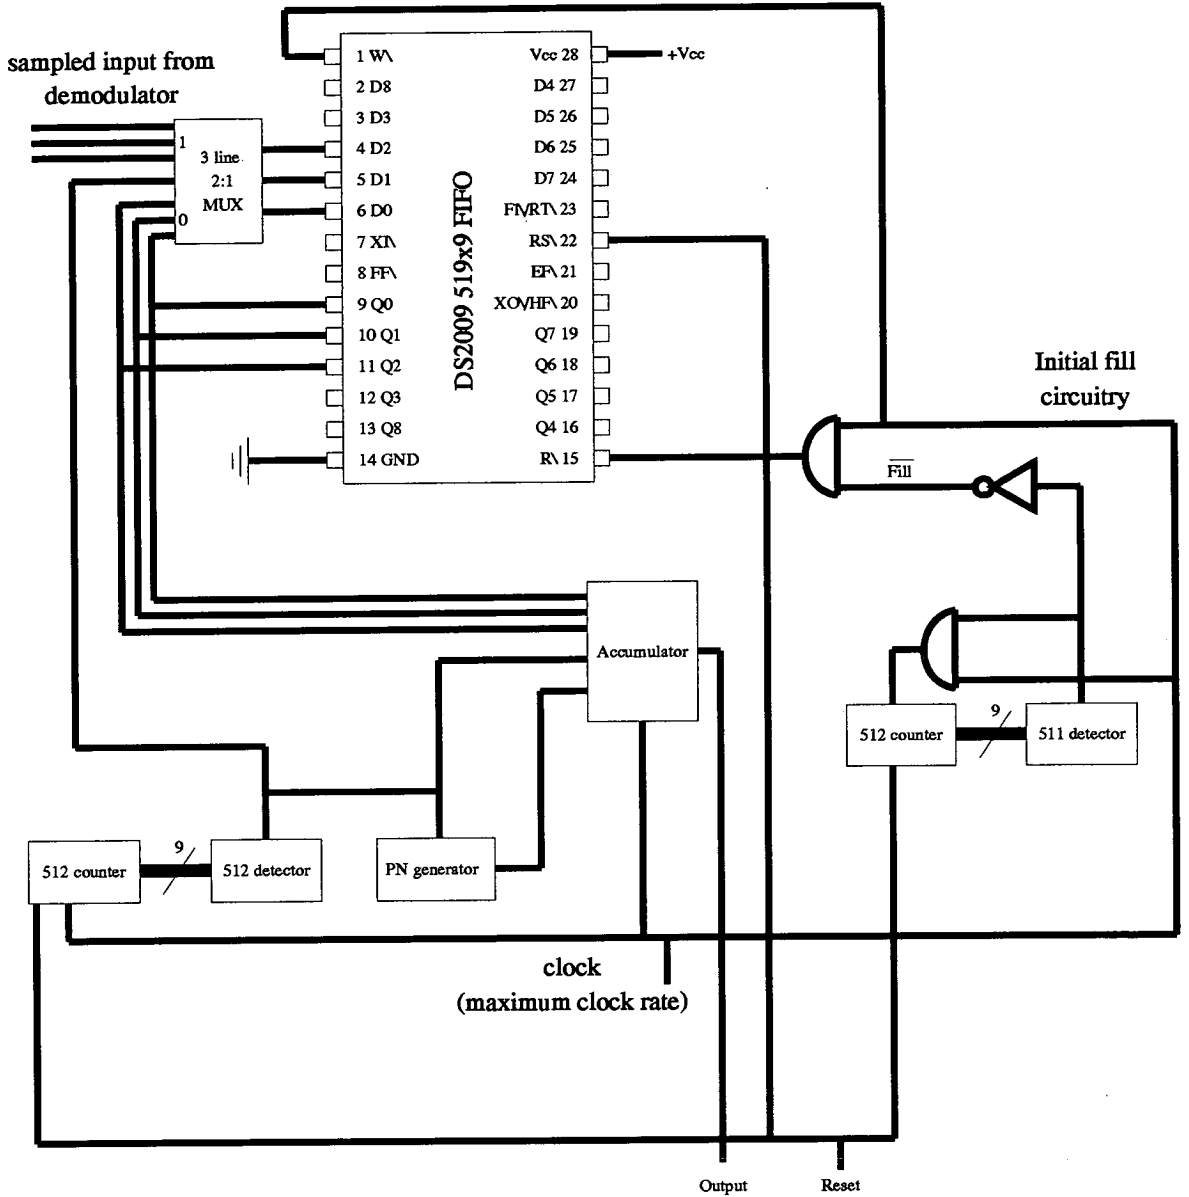 sampled input from
demodulator
1
3 line
2:1
MUX
0
1 W\
2 D8
3 D3
4 D2
5 D1
6 D0
7 XI\
8 FF\
9 Q0
10 Q1
11 Q2
12 Q3
13 Q8
14 GND
DS2009 519x9 FIFO
Vcc 28
D4 27
D5 26
D6 25
D7 24
FI\/RT\ 23
RS\ 22
EF\ 21
XO\/HF\ 20
Q7 19
Q6 18
Q5 17
Q4 16
R\ 15
+Vcc
Initial fill
circuitry
Fill
Accumulator
512 counter
9
511 detector
512 counter
9
512 detector
PN generator
clock
(maximum clock rate)
Output
Reset